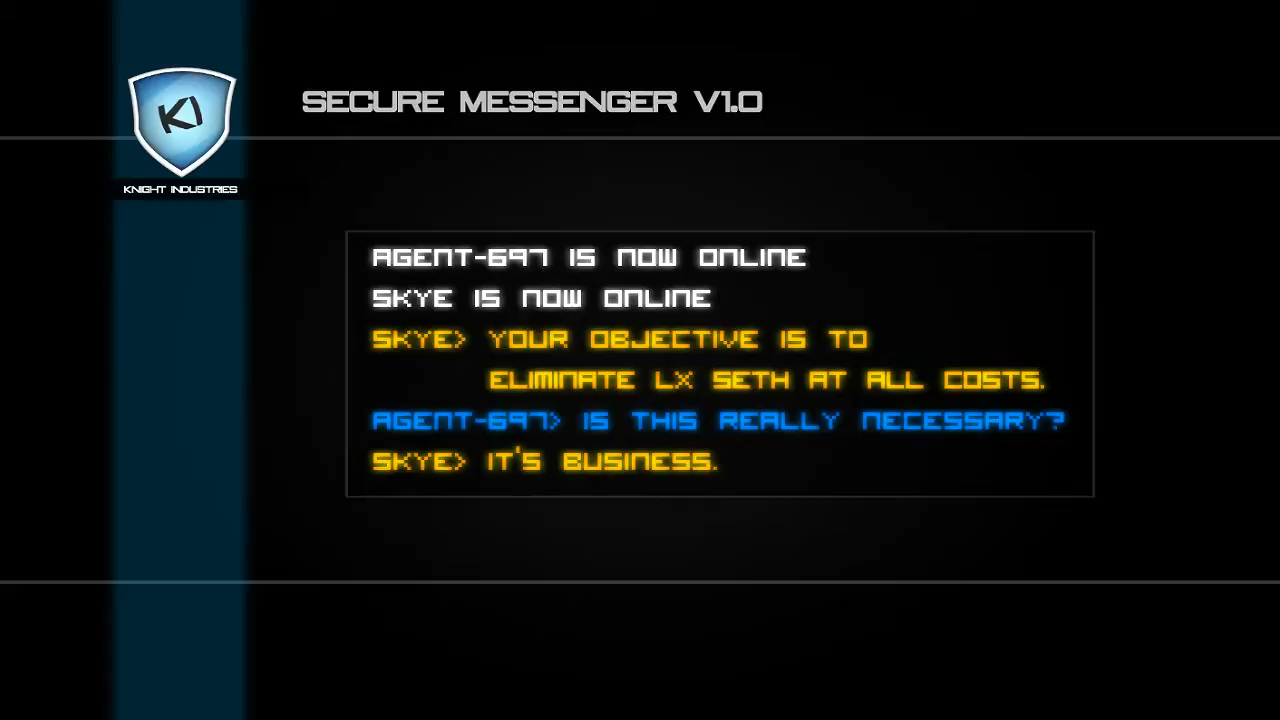 KI
SECURE MESSENGER V1.0
KNIGHT INDUSTRIES
AGENT-697 IS NOW ONLINE
SKYE IS NOW ONLINE
SKYE> YOUR OBJECTIVE IS TO
ELIMINATE LX SETH AT ALL COSTS.
AGENT-697> IS THIS REALLY NECESSARY?
SKYE> IT'S BUSINESS.